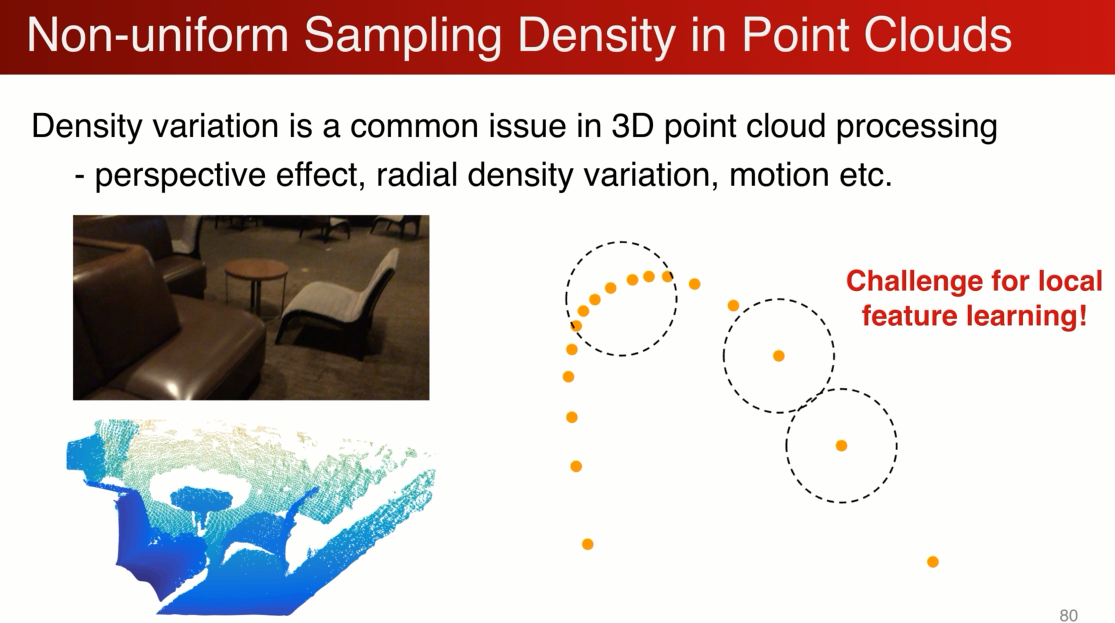 Non-uniform Sampling Density in Point Clouds
Density variation is a common issue in 3D point cloud processing
- perspective effect, radial density variation, motion etc.
Challenge for local
feature learning!
80